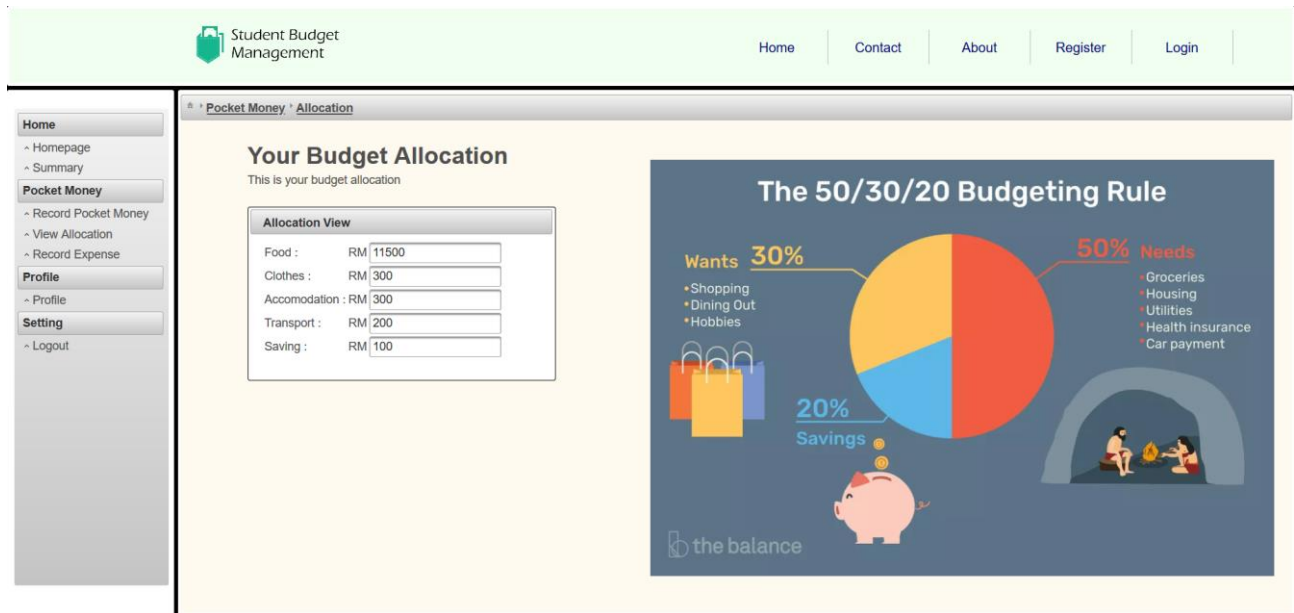 Student Budget
Management
Home Contact About Register Login
Pocket Money Allocation
Home
Homepage
Summary
Pocket Money
Record Pocket Money
View Allocation
Record Expense
Profile
Profile
Setting
Logout
Your Budget Allocation
This is your budget allocation
Allocation View
Food : RM 11500
Clothes : RM 300
Accomodation : RM 300
Transport : RM 200
Saving : RM 100
The 50/30/20 Budgeting Rule
Wants 30%
•Shopping
•Dining Out
•Hobbies
50% Needs
•Groceries
•Housing
•Utilities
•Health insurance
•Car payment
20%
Savings
the balance